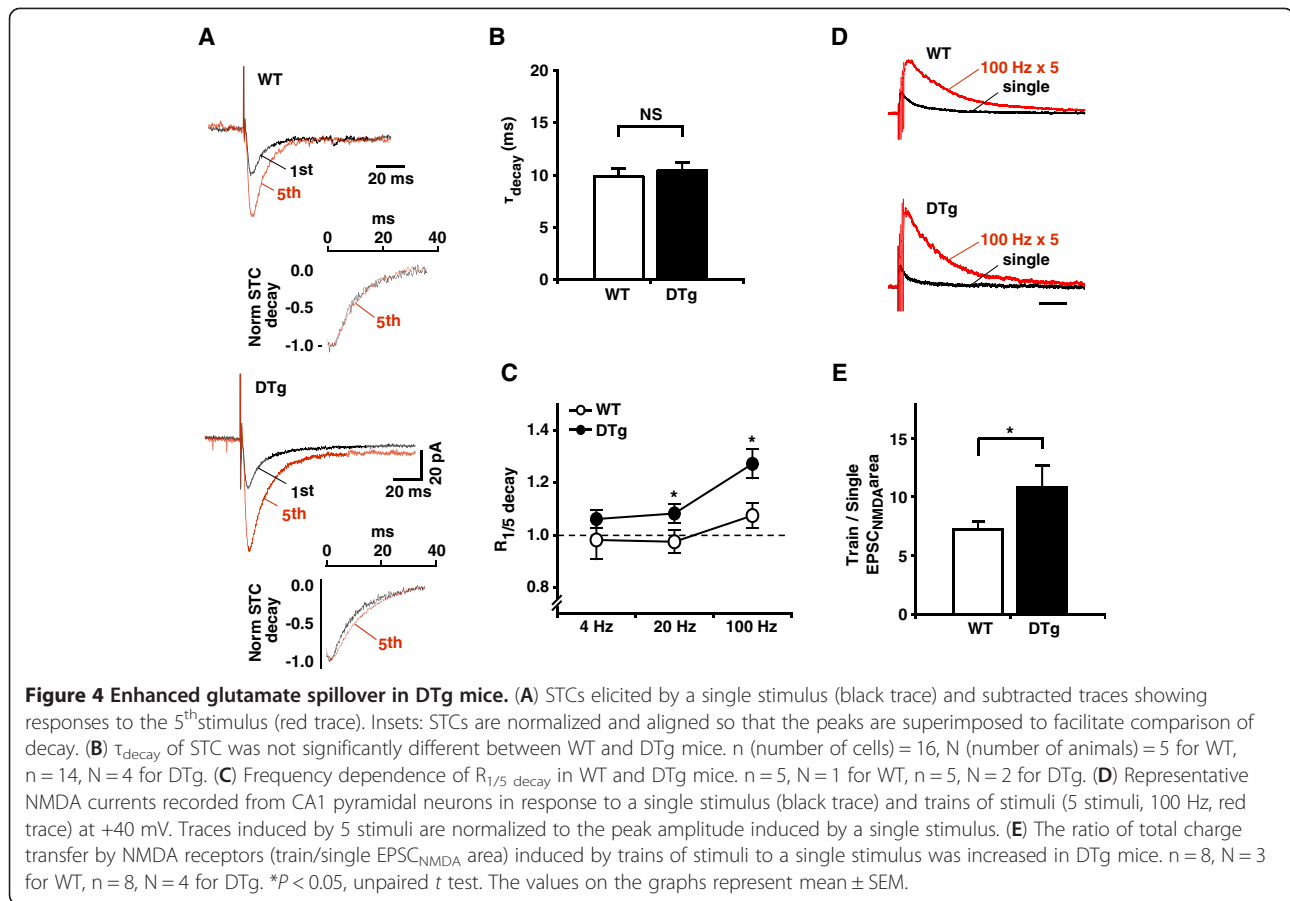 A
WT
1st
5th
20 ms
ms
0 20 40
0.0
-0.5
-1.0
Norm STC
decay
5th
DTg
1st
5th
20 pA
20 ms
ms
0 20 40
0.0
-0.5
-1.0
Norm STC
decay
5th
B
20
15
10
5
0
τdecay (ms)
NS
WT DTg
C
WT
DTg
1.4
1.2
1.0
0.8
R1/5 decay
* *
4 Hz 20 Hz 100 Hz
D
WT
100 Hz x 5
single
DTg
100 Hz x 5
single
E
15
10
5
0
Train / Single
EPSCNMDAarea
*
WT DTg
Figure 4 Enhanced glutamate spillover in DTg mice. (A) STCs elicited by a single stimulus (black trace) and subtracted traces showing
responses to the 5thstimulus (red trace). Insets: STCs are normalized and aligned so that the peaks are superimposed to facilitate comparison of
decay. (B) τdecay of STC was not significantly different between WT and DTg mice. n (number of cells) = 16, N (number of animals) = 5 for WT,
n = 14, N = 4 for DTg. (C) Frequency dependence of R1/5 decay in WT and DTg mice. n = 5, N = 1 for WT, n = 5, N = 2 for DTg. (D) Representative
NMDA currents recorded from CA1 pyramidal neurons in response to a single stimulus (black trace) and trains of stimuli (5 stimuli, 100 Hz, red
trace) at +40 mV. Traces induced by 5 stimuli are normalized to the peak amplitude induced by a single stimulus. (E) The ratio of total charge
transfer by NMDA receptors (train/single EPSCNMDA area) induced by trains of stimuli to a single stimulus was increased in DTg mice. n = 8, N = 3
for WT, n = 8, N = 4 for DTg. *P < 0.05, unpaired t test. The values on the graphs represent mean ± SEM.